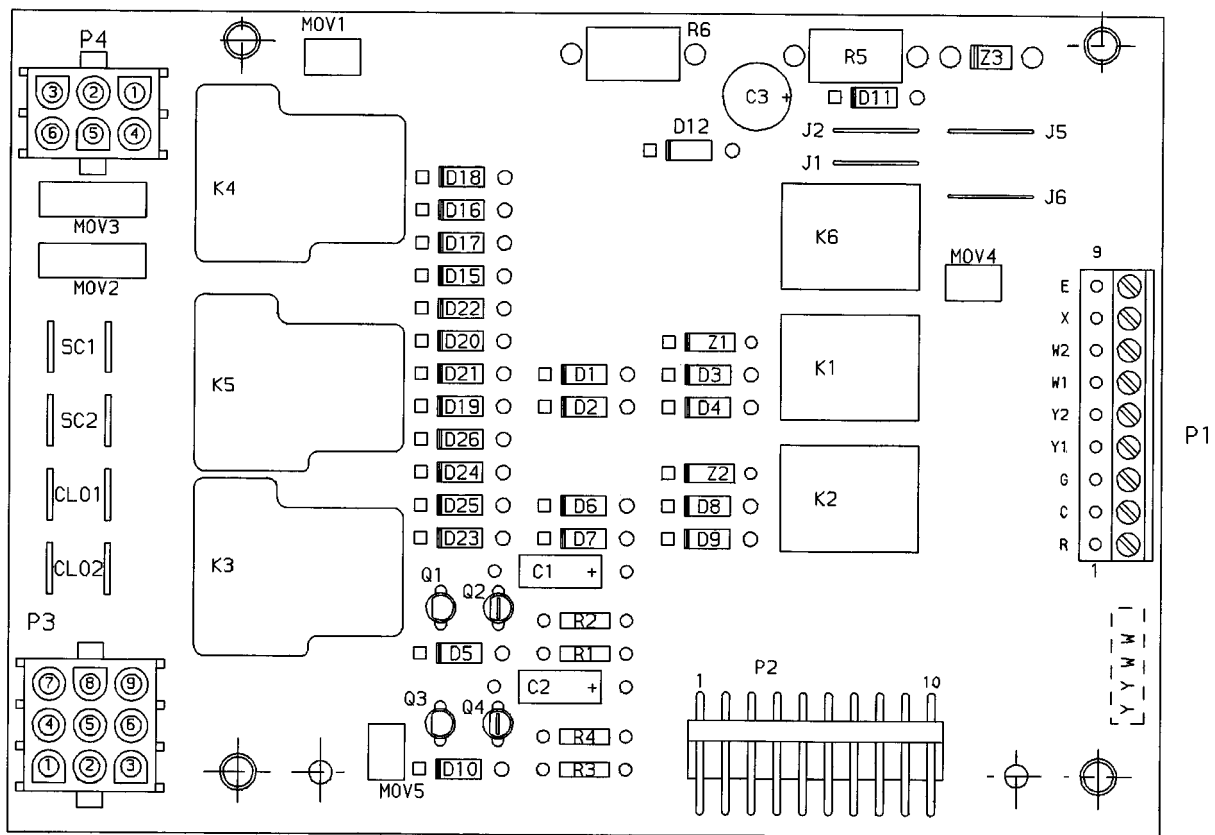 P4
3 2 1
6 5 4
MOV1
R6
R5
Z3
C3 +
D11
D12
J2
J5
J1
J6
MOV3
MOV2
K4
D18
D16
D17
D15
D22
D20
D21
D19
D26
D24
D25
D23
K6
MOV4
9
E
X
W2
W1
Y2
Y1
G
C
R
1
P1
SC1
SC2
CLO1
CLO2
K5
D1
D2
Z1
D3
D4
K1
K3
D6
D7
Z2
D8
D9
K2
C1 +
Q1
Q2
R2
D5
R1
C2 +
Q3
Q4
R4
D10
R3
MOV5
P3
7 8 9
4 5 6
1 2 3
P2
1
10
YYWW